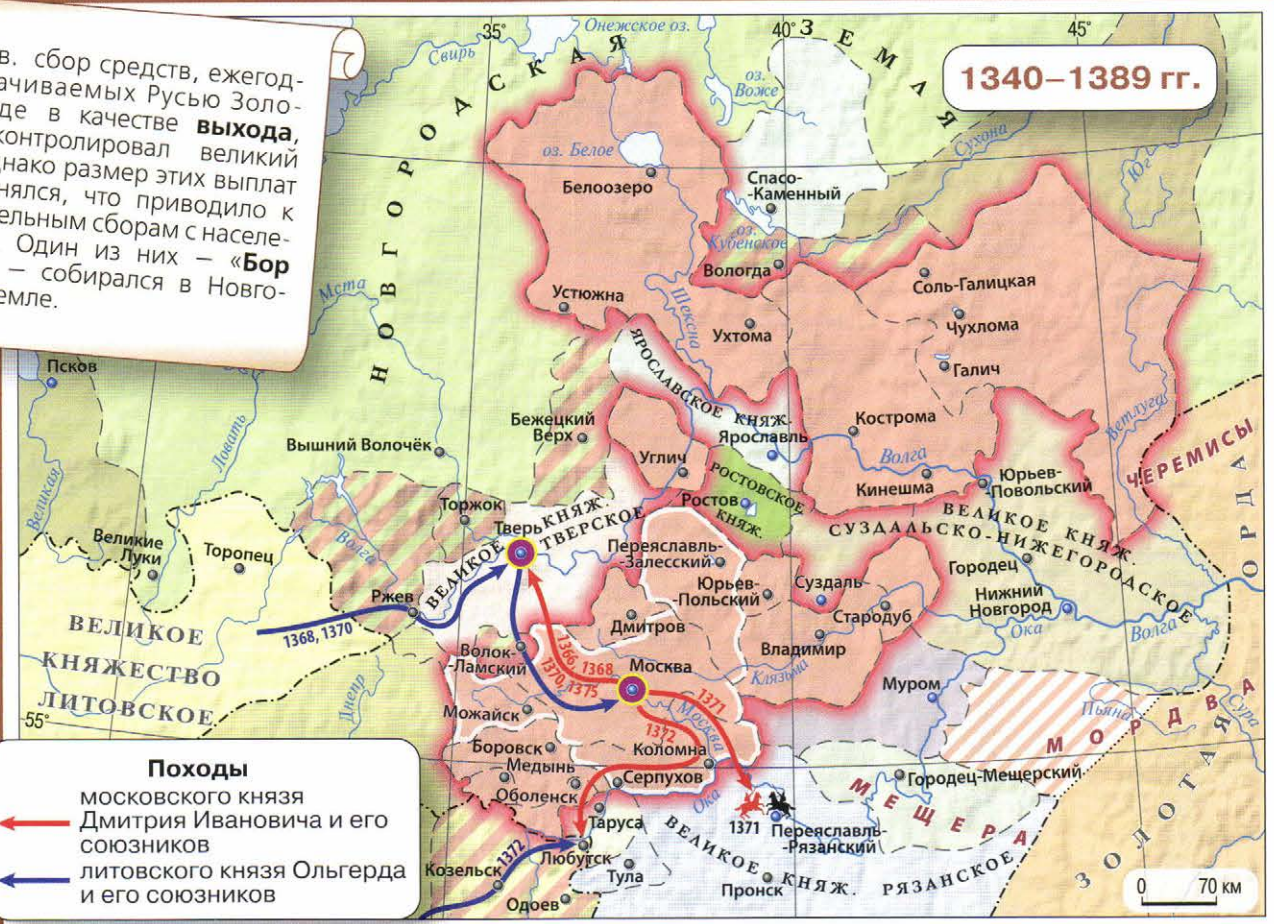 в. сбор средств, ежегод-
ачиваемых Русью Золо-
де в качестве выхода,
контролировал великий
днако размер этих выплат
нялся, что приводило к
ельным сборам с населе-
Один из них – «Бор
– собирался в Новго-
емле.
1340–1389 гг.
35°
40°
45°
55°
НОВГОРОДСКАЯ ЗЕМЛЯ
Онежское оз.
Свирь
оз.
Воже
Сухона
Юг
оз. Белое
Белоозеро
Спасо-
-Каменный
оз.
Кубенское
Вологда
Соль-Галицкая
Чухлома
Галич
Устюжна
Шексна
Ухтома
Мста
Псков
Великая
Ловать
ЯРОСЛАВСКОЕ КНЯЖ.
Ярославль
Кострома
Волга
Кинешма
Юрьев-
-Повольский
Ветлуга
ЧЕРЕМИСЫ
Бежецкий
Верх
Вышний Волочёк
Углич
РОСТОВСКОЕ
КНЯЖ.
Ростов
Торжок
Волга
Великие
Луки
Торопец
Тверь
ВЕЛИКОЕ КНЯЖ.
ТВЕРСКОЕ
Ржев
1368, 1370
Переяславль-
-Залесский
Юрьев-
-Польский
Суздаль
Стародуб
Владимир
Клязьма
Дмитров
ВЕЛИКОЕ КНЯЖ.
СУЗДАЛЬСКО-НИЖЕГОРОДСКОЕ
Городец
Нижний
Новгород
Ока
Волга
ВЕЛИКОЕ
КНЯЖЕСТВО
ЛИТОВСКОЕ
Днепр
Волок-
-Ламский
1366, 1368
1370, 1375
Москва
Москва
1371
1372
Можайск
Боровск
Медынь
Оболенск
Коломна
Серпухов
Ока
Таруса
Любутск
Тула
Козельск
1372
Одоев
1371
Переяславль-
-Рязанский
Пронск
ВЕЛИКОЕ КНЯЖ. РЯЗАНСКОЕ
Муром
Пьяна
Сура
МОРДВА
МЕЩЕРА
Городец-Мещерский
ЗОЛОТАЯ ОРДА
0 70 км
Походы
московского князя
Дмитрия Ивановича и его
союзников
литовского князя Ольгерда
и его союзников